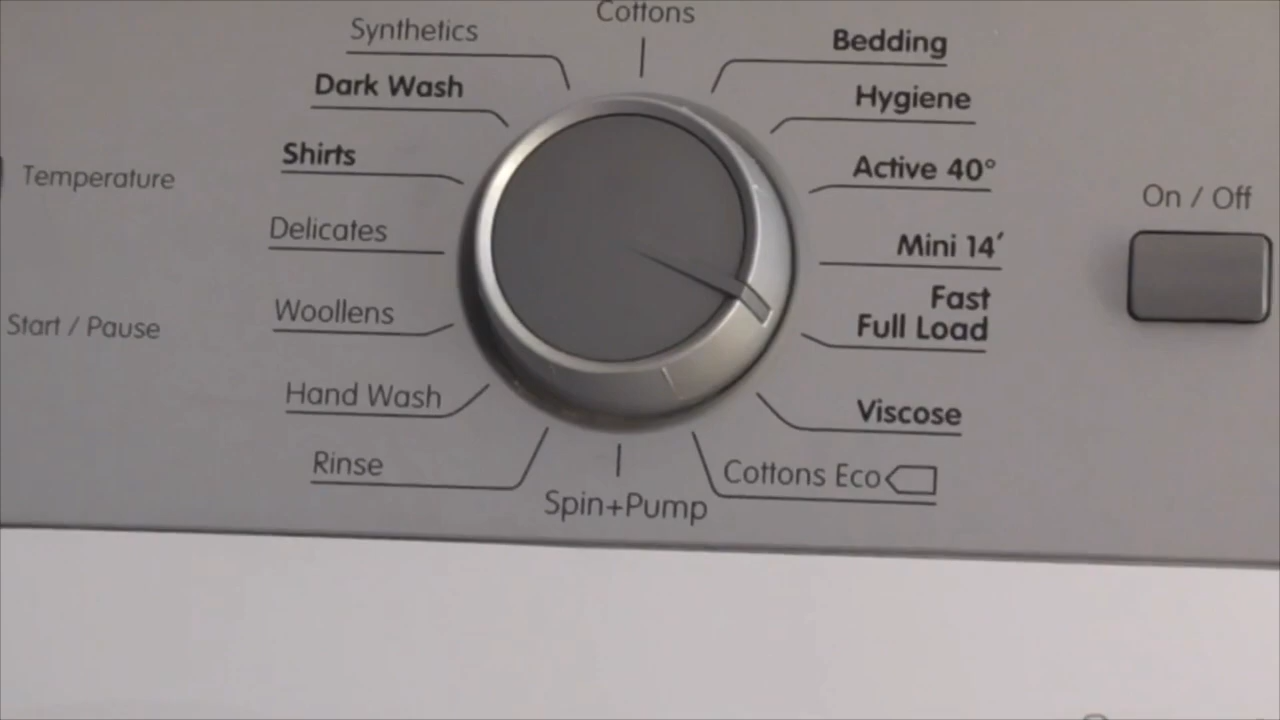 Cottons
Synthetics
Bedding
Dark Wash
Hygiene
Shirts
Active 40°
Temperature
On / Off
Delicates
Mini 14′
Woollens
Fast
Full Load
Start / Pause
Hand Wash
Viscose
Rinse
Cottons Eco
Spin+Pump